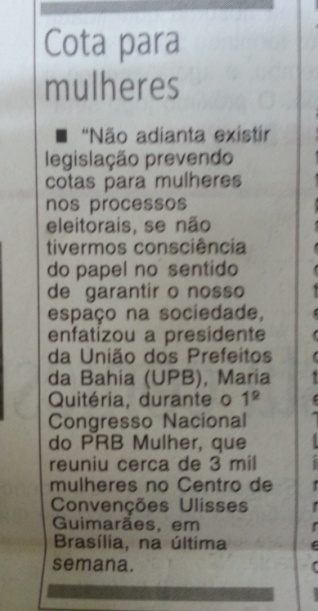 Cota para
mulheres
■ "Não adianta existir
legislação prevendo
cotas para mulheres
nos processos
eleitorais, se não
tivermos consciência
do papel no sentido
de garantir o nosso
espaço na sociedade,
enfatizou a presidente
da União dos Prefeitos
da Bahia (UPB), Maria
Quitéria, durante o 1º
Congresso Nacional
do PRB Mulher, que
reuniu cerca de 3 mil
mulheres no Centro de
Convenções Ulisses
Guimarães, em
Brasília, na última
semana.